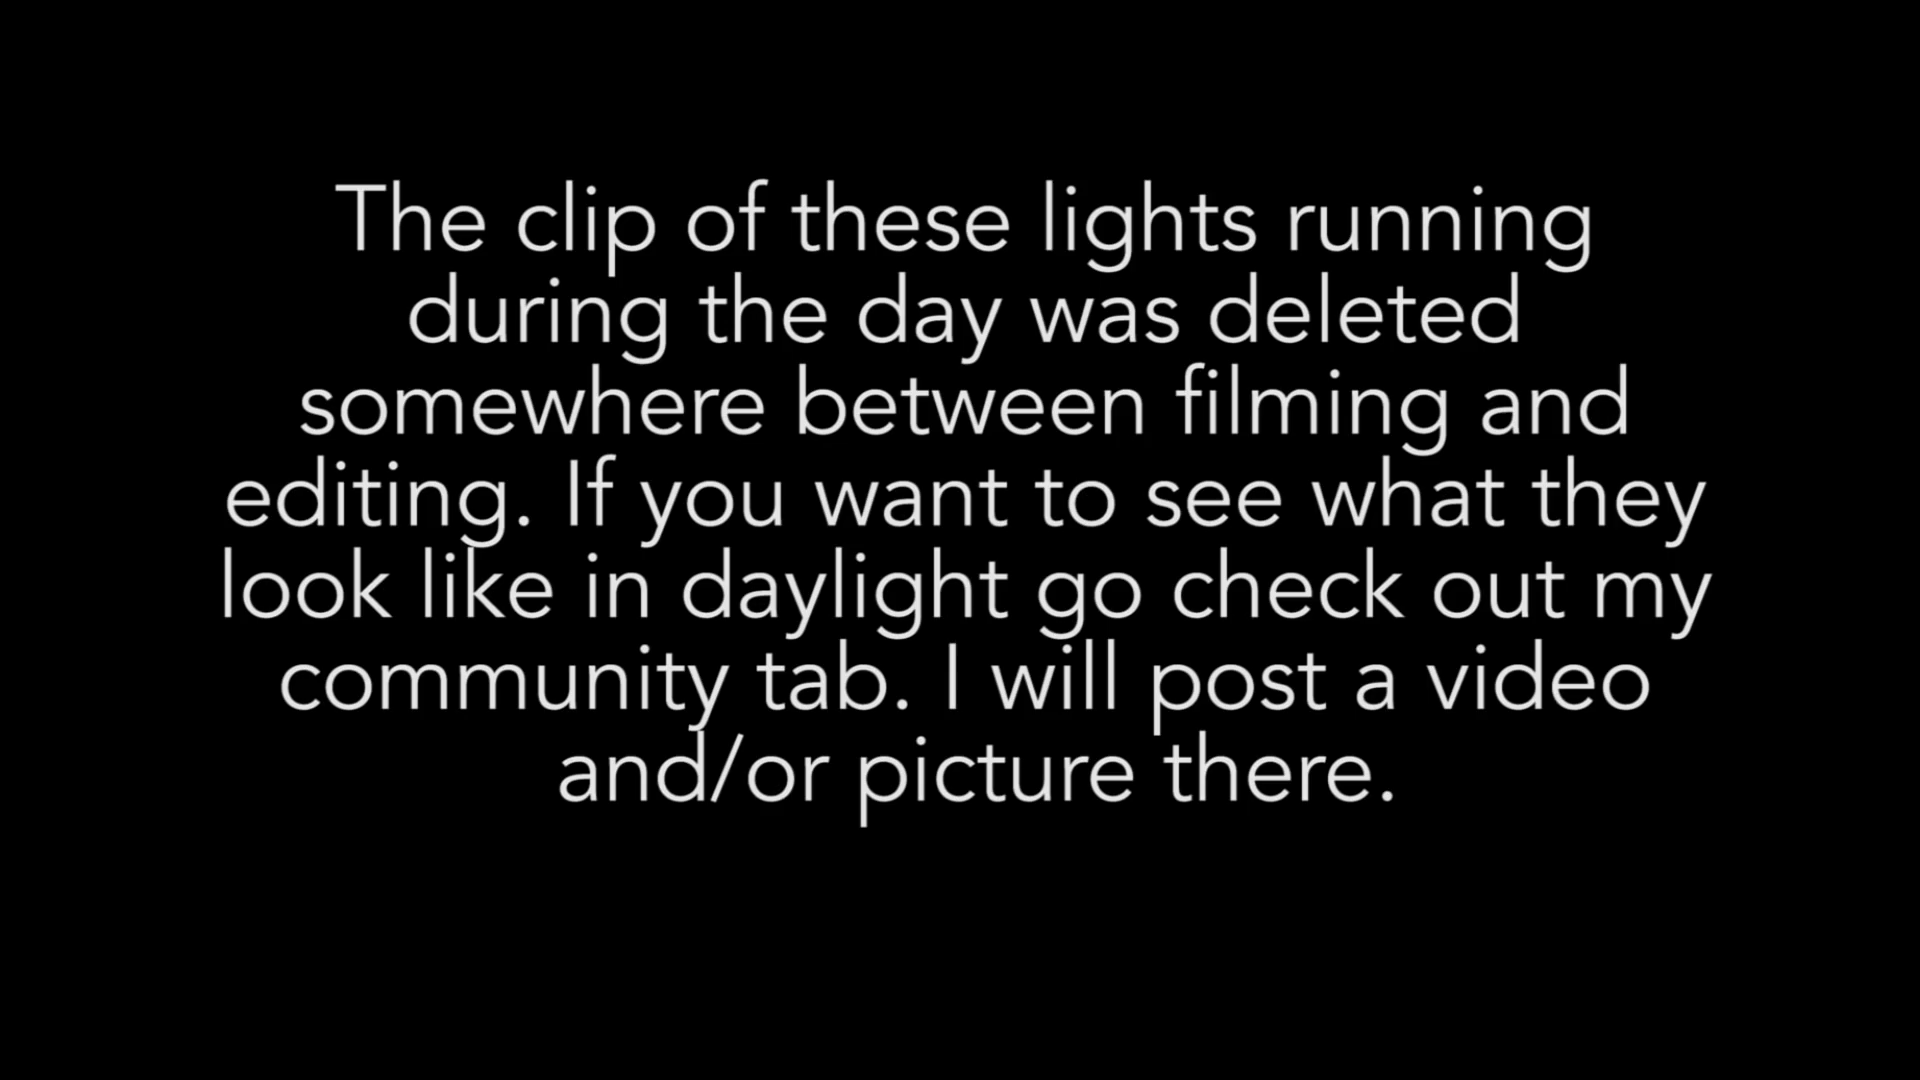 The clip of these lights running
during the day was deleted
somewhere between filming and
editing. If you want to see what they
look like in daylight go check out my
community tab. I will post a video
and/or picture there.